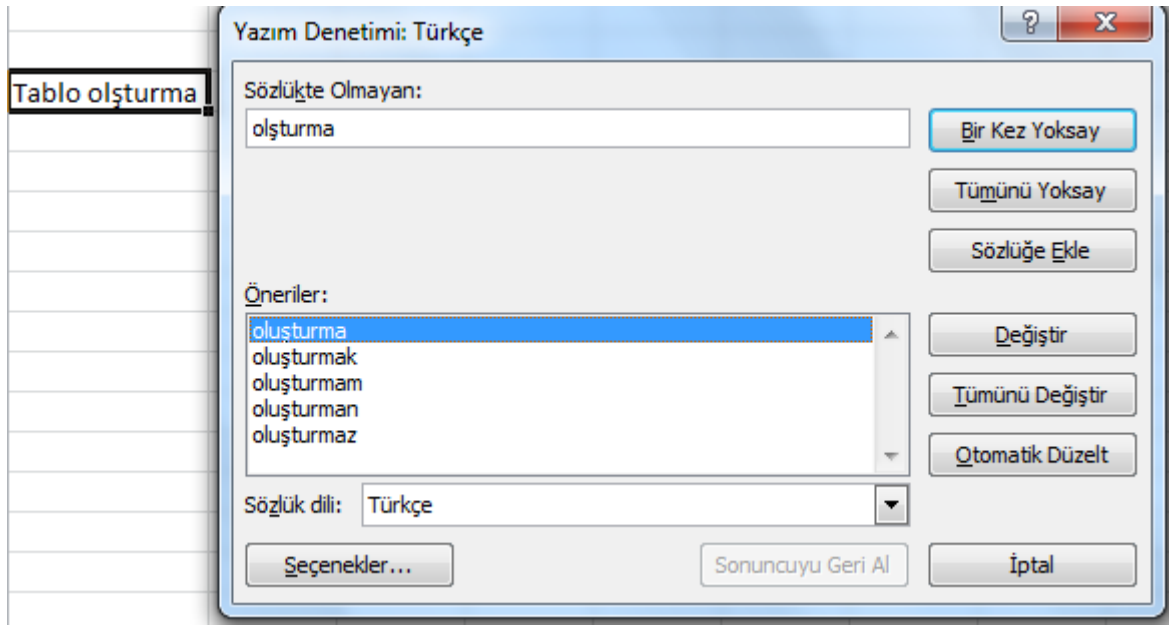 Yazım Denetimi: Türkçe
Tablo olşturma
Sözlükte Olmayan:
olşturma
Bir Kez Yoksay
Tümünü Yoksay
Sözlüğe Ekle
Öneriler:
oluşturma
oluşturmak
oluşturmam
oluşturman
oluşturmaz
Değiştir
Tümünü Değiştir
Otomatik Düzelt
Sözlük dili: Türkçe
Seçenekler... Sonuncuyu Geri Al İptal